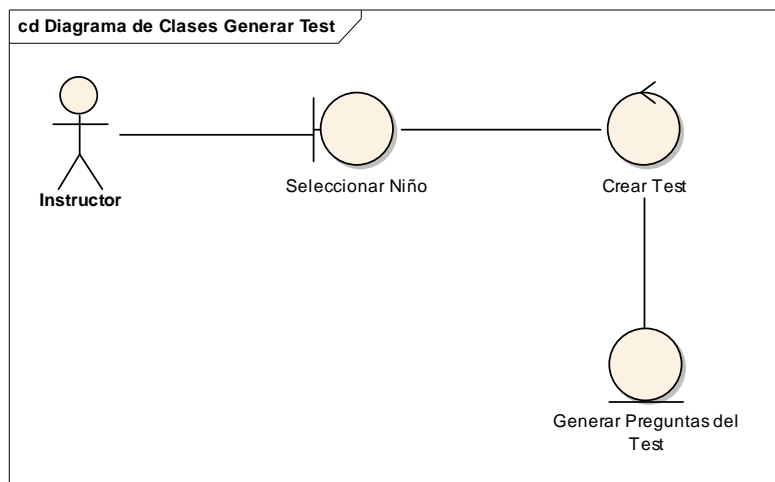 cd Diagrama de Clases Generar Test
Instructor
Seleccionar Niño
Crear Test
Generar Preguntas del
Test